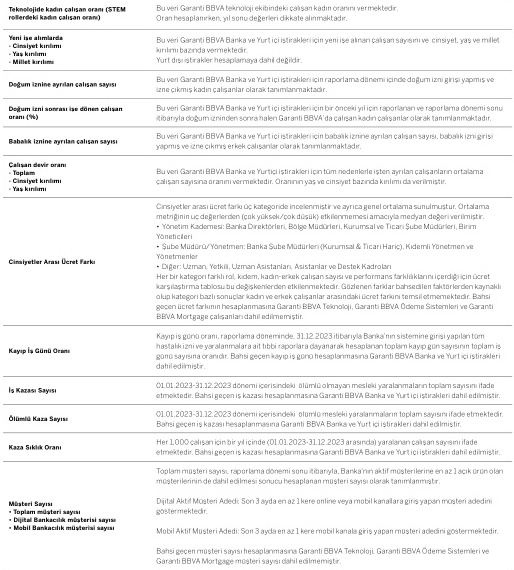 Teknolojide kadın çalışan oranı (STEM
rollerdeki kadın çalışan oranı)
Bu veri Garanti BBVA teknoloji ekibindeki çalışan kadın oranını vermektedir.
Oran hesaplanırken, yıl sonu değerleri dikkate alınmaktadır.
Yeni işe alımlarda
- Cinsiyet kırılımı
- Yaş kırılımı
- Millet kırılımı
Bu veri Garanti BBVA Banka ve Yurt içi iştirakleri için yeni işe alınan çalışan sayısını ve cinsiyet, yaş ve millet
kırılımı bazında vermektedir.
Yurt dışı iştirakler hesaplamaya dahil değildir.
Doğum iznine ayrılan çalışan sayısı
Bu veri Garanti BBVA Banka ve Yurt içi iştirakleri için raporlama dönemi içinde doğum izni girişi yapmış ve
izne çıkmış kadın çalışanlar olarak tanımlanmaktadır.
Doğum izni sonrası işe dönen çalışan
oranı (%)
Bu veri Garanti BBVA Banka ve Yurt içi iştirakleri için bir önceki yıl için raporlanan ve raporlama dönemi sonu
itibarıyla doğum izninden sonra halen Garanti BBVA'da çalışan kadın çalışanlar olarak tanımlanmaktadır.
Babalık iznine ayrılan çalışan sayısı
Bu veri Garanti BBVA Banka ve Yurt içi iştirakleri için babalık iznine ayrılan çalışan sayısı, babalık izni girişi
yapmış ve izne çıkmış erkek çalışanlar olarak tanımlanmaktadır.
Çalışan devir oranı
- Toplam
- Cinsiyet kırılımı
- Yaş kırılımı
Bu veri Garanti BBVA Banka ve Yurtiçi iştirakleri için tüm nedenlerle işten ayrılan çalışanların ortalama
çalışan sayısına oranını vermektedir. Oranının yaş ve cinsiyet bazında kırılımı da verilmiştir.
Cinsiyetler Arası Ücret Farkı
Cinsiyetler arası ücret farkı üç kategoride incelenmiştir ve ayrıca genel ortalama sunulmuştur. Ortalama
metriğinin uç değerlerden (çok yüksek/çok düşük) etkilenmemesi amacıyla medyan değeri verilmiştir.
• Yönetim Kademesi: Banka Direktörleri, Bölge Müdürleri, Kurumsal ve Ticari Şube Müdürleri, Birim
Yöneticileri
• Şube Müdürü/Yönetmen: Banka Şube Müdürleri (Kurumsal & Ticari Hariç), Kıdemli Yönetmen ve
Yönetmenler
• Diğer: Uzman, Yetkili, Uzman Asistanları, Asistanlar ve Destek Kadroları
Her bir kategori farklı rol, kıdem, kadın-erkek çalışan sayısı ve performans farklılıklarını içerdiği için ücret
karşılaştırma tablosu bu değişkenlerden etkilenmektedir. Gözlenen farklar bahsedilen faktörlerden kaynaklı
olup kategori bazlı sonuçlar kadın ve erkek çalışanlar arasındaki ücret farkını temsil etmemektedir. Bahsi
geçen ücret farkının hesaplanmasına Garanti BBVA Teknoloji, Garanti BBVA Ödeme Sistemleri ve Garanti
BBVA Mortgage çalışanları dahil edilmemiştir.
Kayıp İş Günü Oranı
Kayıp iş günü oranı, raporlama döneminde, 31.12.2023 itibarıyla Banka'nın sistemine girişi yapılan tüm
hastalık izni ve yaralanmalara ait tıbbi raporlara dayanarak hesaplanan toplam kayıp gün sayısının toplam iş
günü sayısına oranıdır. Bahsi geçen kayıp iş günü hesaplanmasına Garanti BBVA Banka ve Yurt içi iştirakleri
dahil edilmiştir.
İş Kazası Sayısı
01.01.2023-31.12.2023 dönemi içerisindeki ölümlü olmayan mesleki yaralanmaların toplam sayısını ifade
etmektedir. Bahsi geçen iş kazası hesaplanmasına Garanti BBVA Banka ve Yurt içi iştirakleri dahil edilmiştir.
Ölümlü Kaza Sayısı
01.01.2023-31.12.2023 dönemi içerisindeki ölümlü mesleki yaralanmaların toplam sayısını ifade etmektedir.
Bahsi geçen iş kazası hesaplanmasına Garanti BBVA Banka ve Yurt içi iştirakleri dahil edilmiştir.
Kaza Sıklık Oranı
Her 1,000 çalışan için bir yıl içinde (01.01.2023-31.12.2023 arasında) yaralanan çalışan sayısını ifade
etmektedir. Bahsi geçen iş kazası hesaplanmasına Garanti BBVA Banka ve Yurt içi iştirakleri dahil edilmiştir.
Müşteri Sayısı
• Toplam müşteri sayısı
• Dijital Bankacılık müşterisi sayısı
• Mobil Bankacılık müşterisi sayısı
Toplam müşteri sayısı, raporlama dönemi sonu itibarıyla, Banka'nın aktif müşterilerine en az 1 açık ürün olan
müşterilerinin de dahil edilmesi sonucu hesaplanan müşteri sayısı olarak tanımlanmıştır.
Dijital Aktif Müşteri Adedi: Son 3 ayda en az 1 kere online veya mobil kanallara giriş yapan müşteri adedini
göstermektedir.
Mobil Aktif Müşteri Adedi: Son 3 ayda en az 1 kere mobil kanala giriş yapan müşteri adedini göstermektedir.
Bahsi geçen müşteri sayısı hesaplanmasına Garanti BBVA Teknoloji, Garanti BBVA Ödeme Sistemleri ve
Garanti BBVA Mortgage müşteri sayısı dahil edilmemiştir.